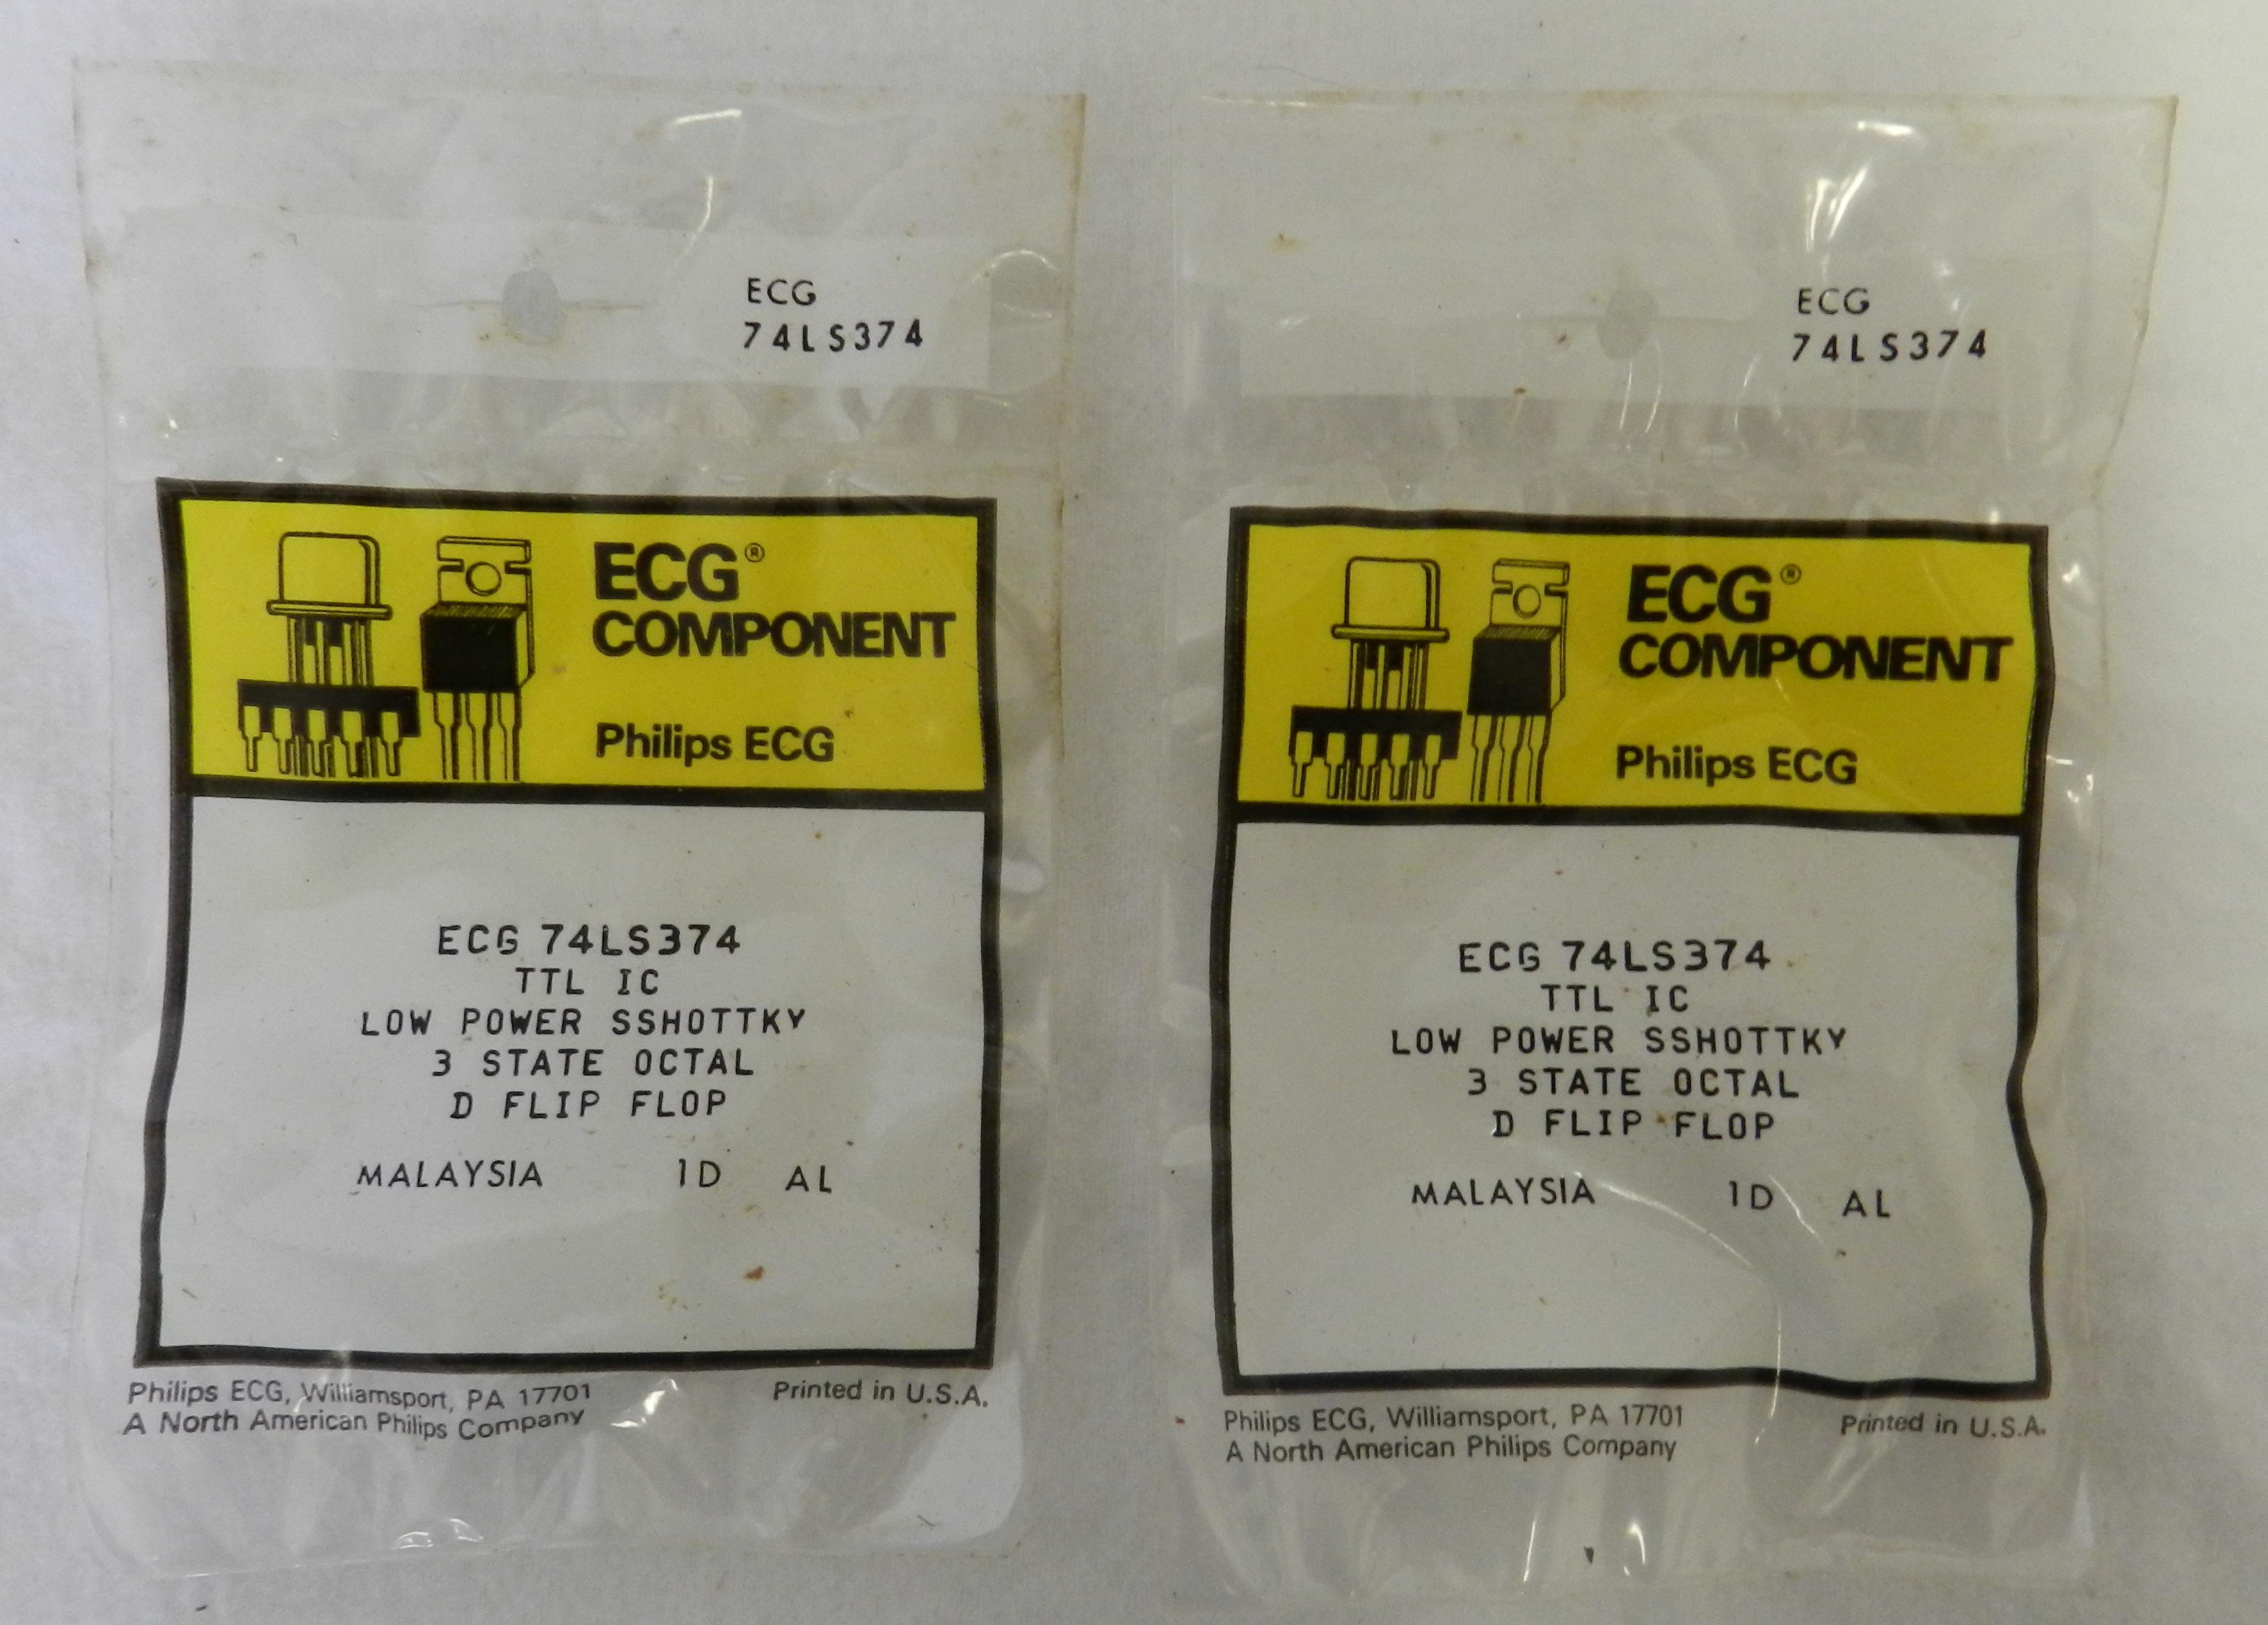 ECG
74LS374
ECG®
COMPONENT
Philips ECG
ECG 74LS374
TTL IC
LOW POWER SSHOTTKY
3 STATE OCTAL
D FLIP FLOP
MALAYSIA 1D AL
Philips ECG, Williamsport, PA 17701
A North American Philips Company
Printed in U.S.A.
ECG
74LS374
ECG®
COMPONENT
Philips ECG
ECG 74LS374
TTL IC
LOW POWER SSHOTTKY
3 STATE OCTAL
D FLIP FLOP
MALAYSIA 1D AL
Philips ECG, Williamsport, PA 17701
A North American Philips Company
Printed in U.S.A.